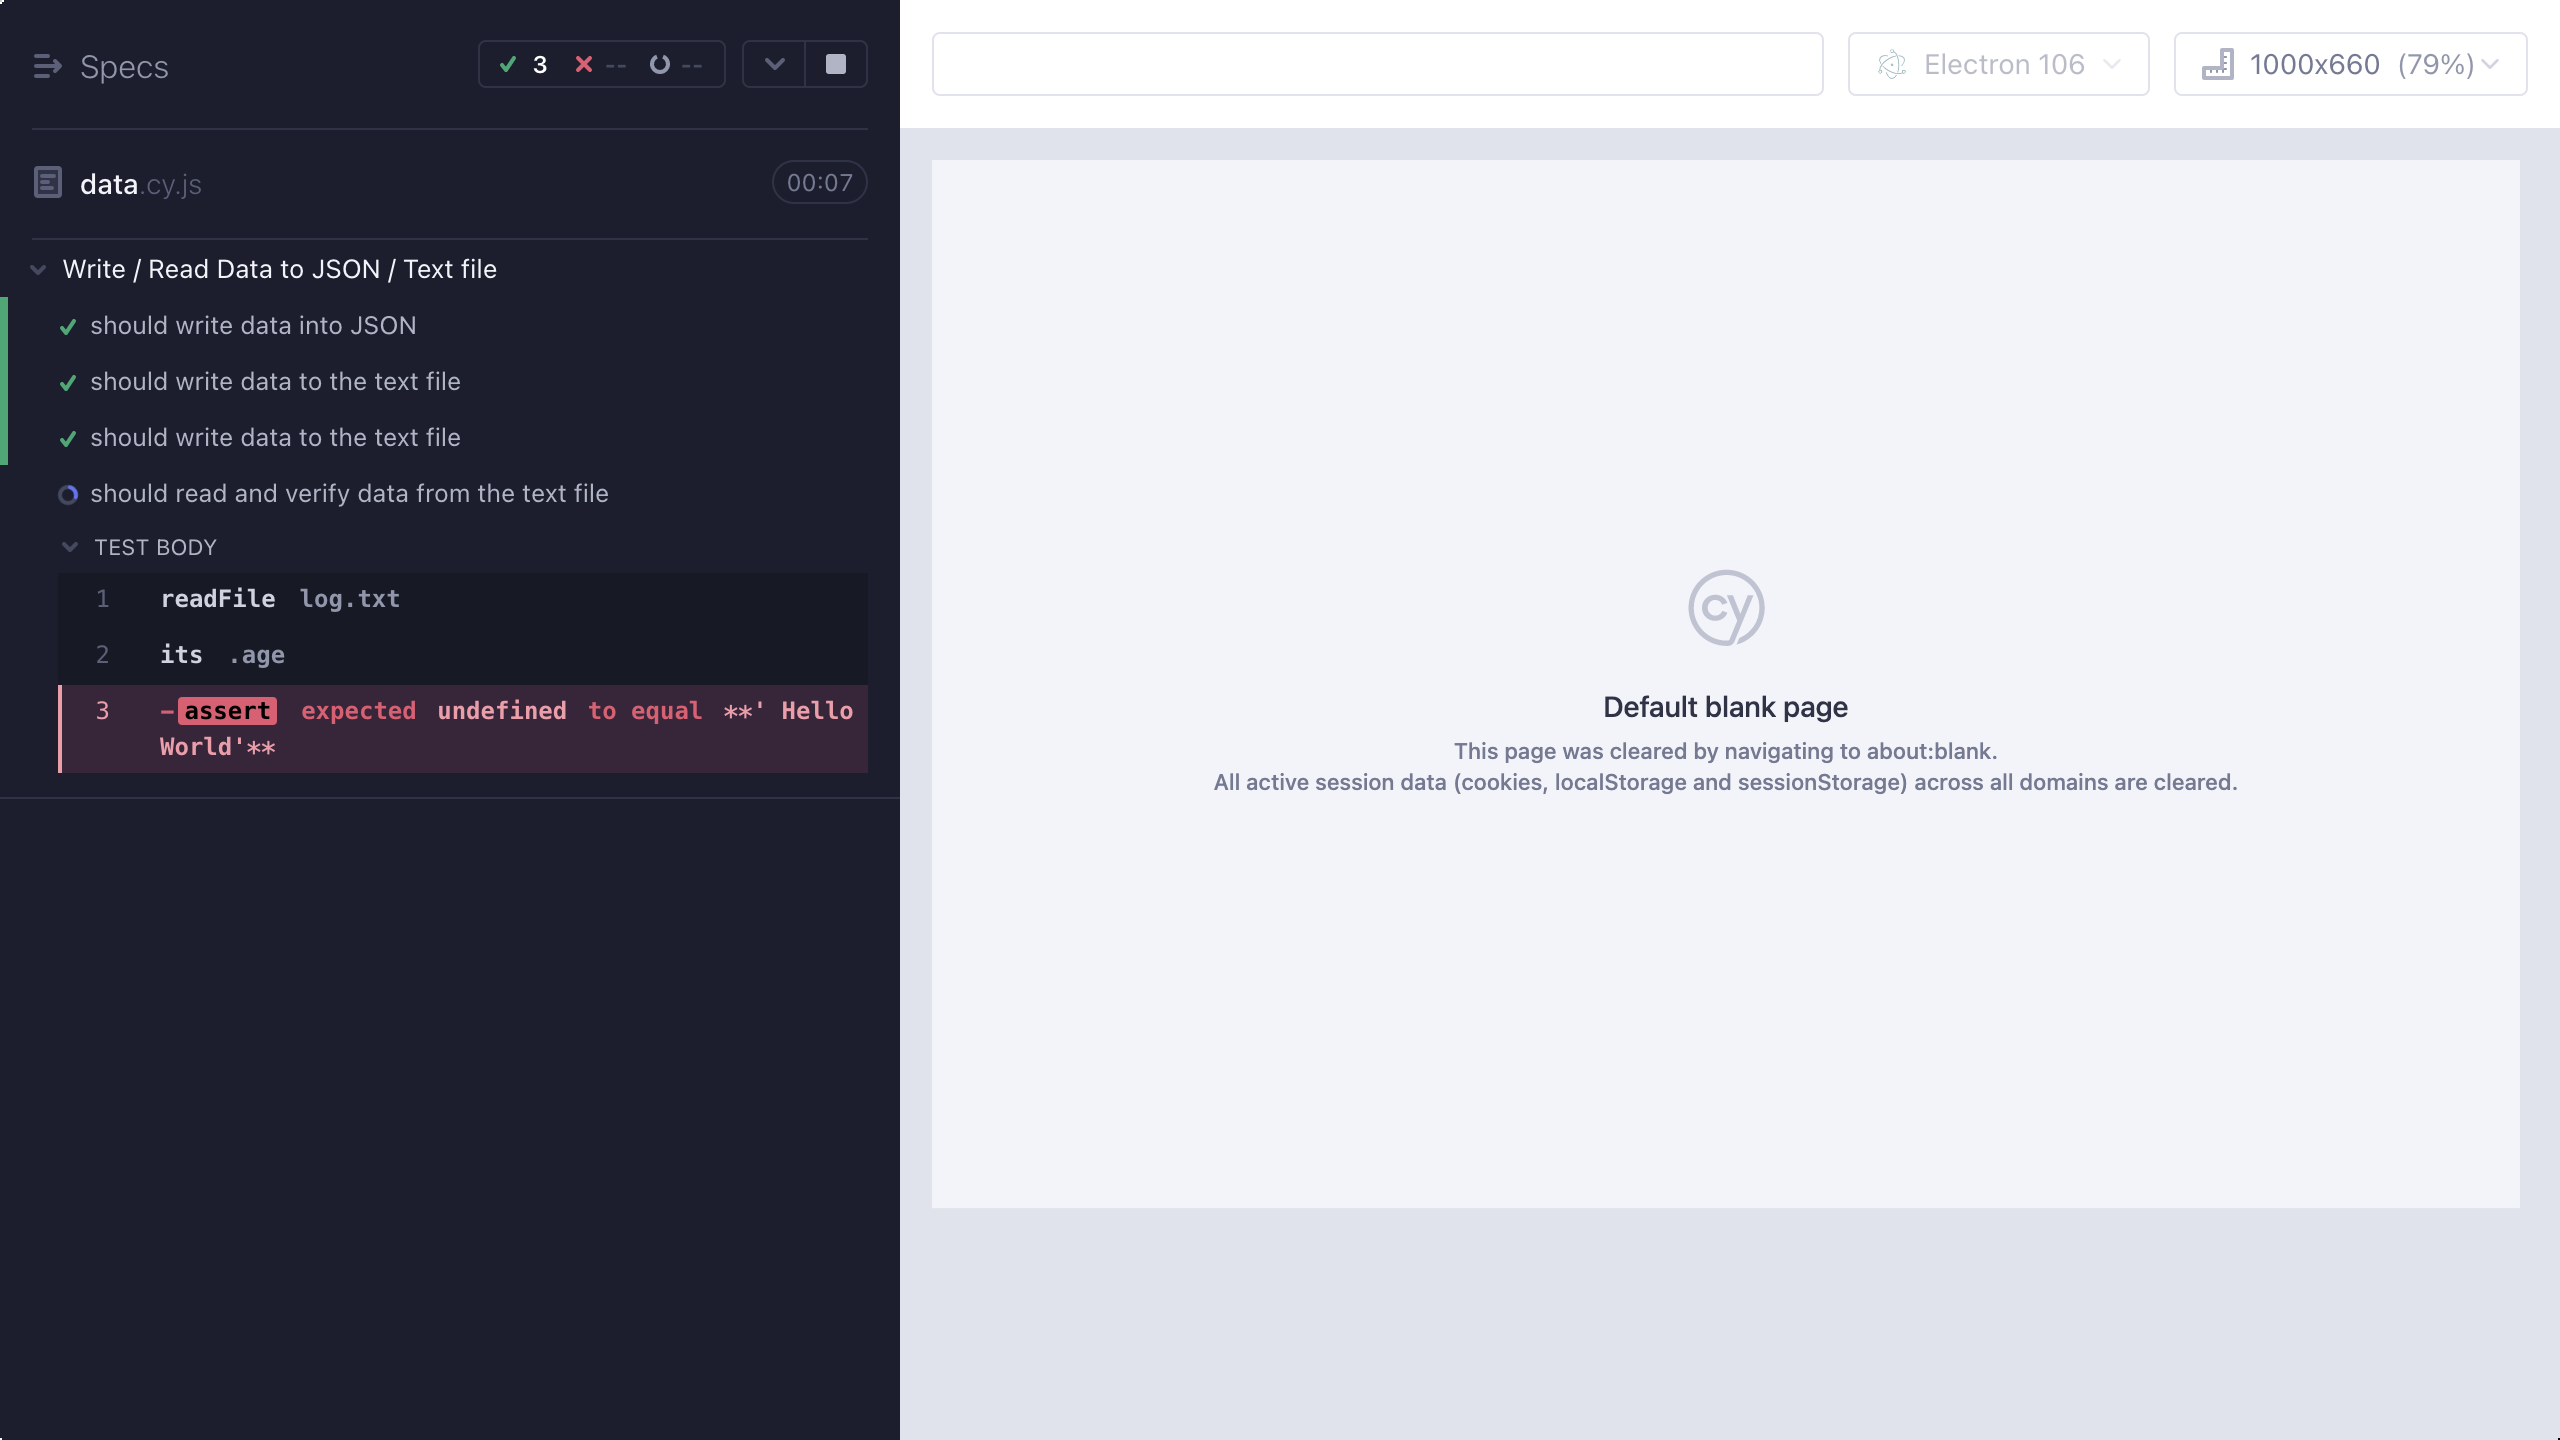 Specs
3 -- --
data.cy.js
00:07
Write / Read Data to JSON / Text file
should write data into JSON
should write data to the text file
should write data to the text file
should read and verify data from the text file
TEST BODY
1 readFile log.txt
2 its .age
3 -assert expected undefined to equal **' Hello
World'**
Electron 106
1000x660 (79%)
cy
Default blank page
This page was cleared by navigating to about:blank.
All active session data (cookies, localStorage and sessionStorage) across all domains are cleared.